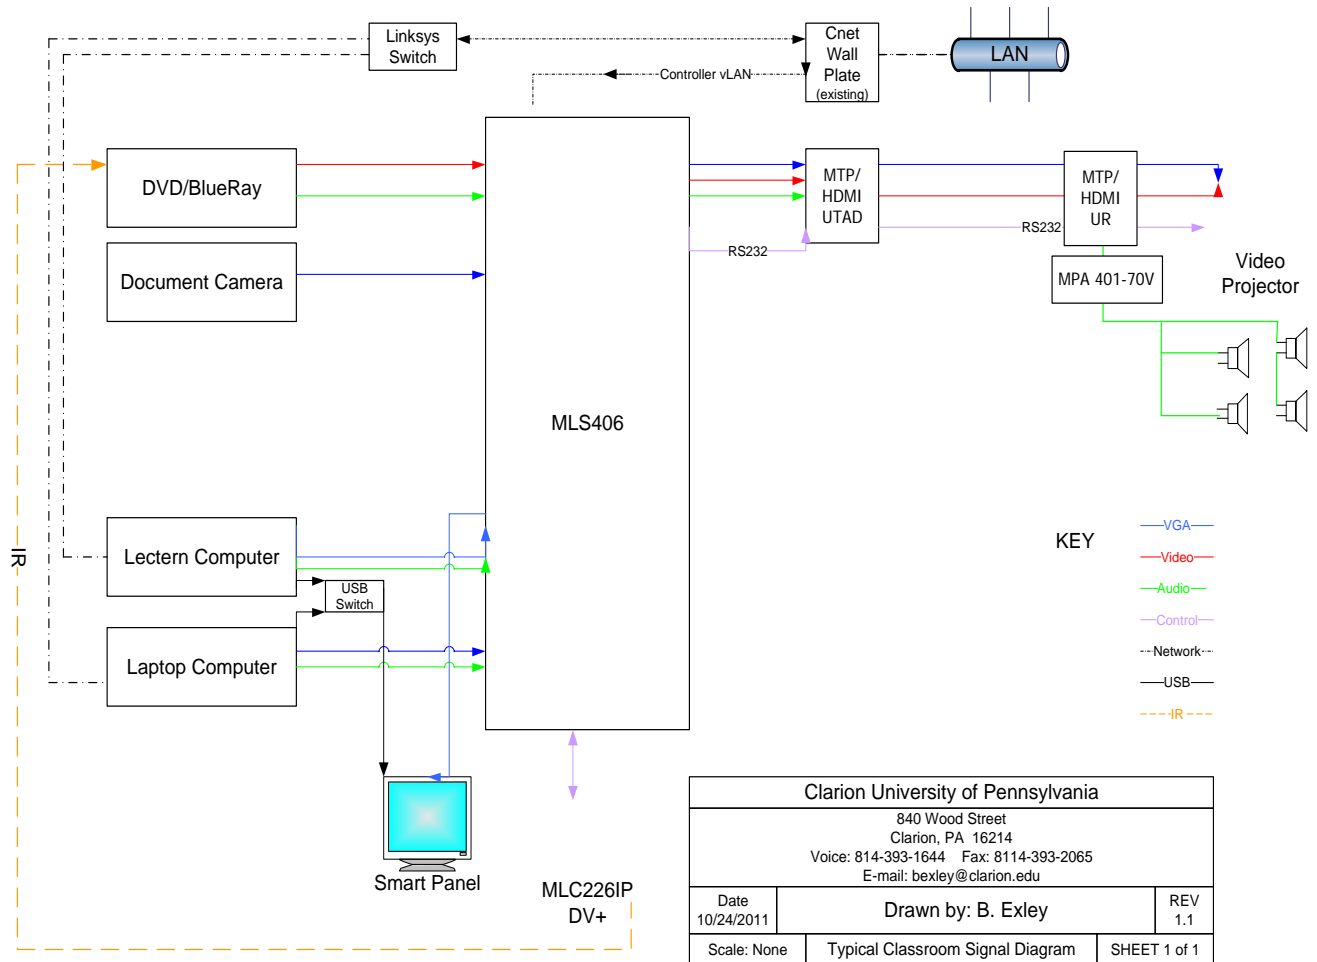 Linksys
Switch
Cnet
Wall
Plate
(existing)
LAN
Controller vLAN
DVD/BlueRay
MTP/
HDMI
UTAD
MTP/
HDMI
UR
RS232
RS232
Document Camera
MPA 401-70V
Video
Projector
MLS406
IR
Lectern Computer
USB
Switch
Laptop Computer
KEY
VGA
Video
Audio
Control
Network
USB
IR
Smart Panel
MLC226IP
DV+
Clarion University of Pennsylvania
840 Wood Street
Clarion, PA 16214
Voice: 814-393-1644 Fax: 8114-393-2065
E-mail: bexley@clarion.edu
Date
10/24/2011
Drawn by: B. Exley
REV
1.1
Scale: None
Typical Classroom Signal Diagram
SHEET 1 of 1